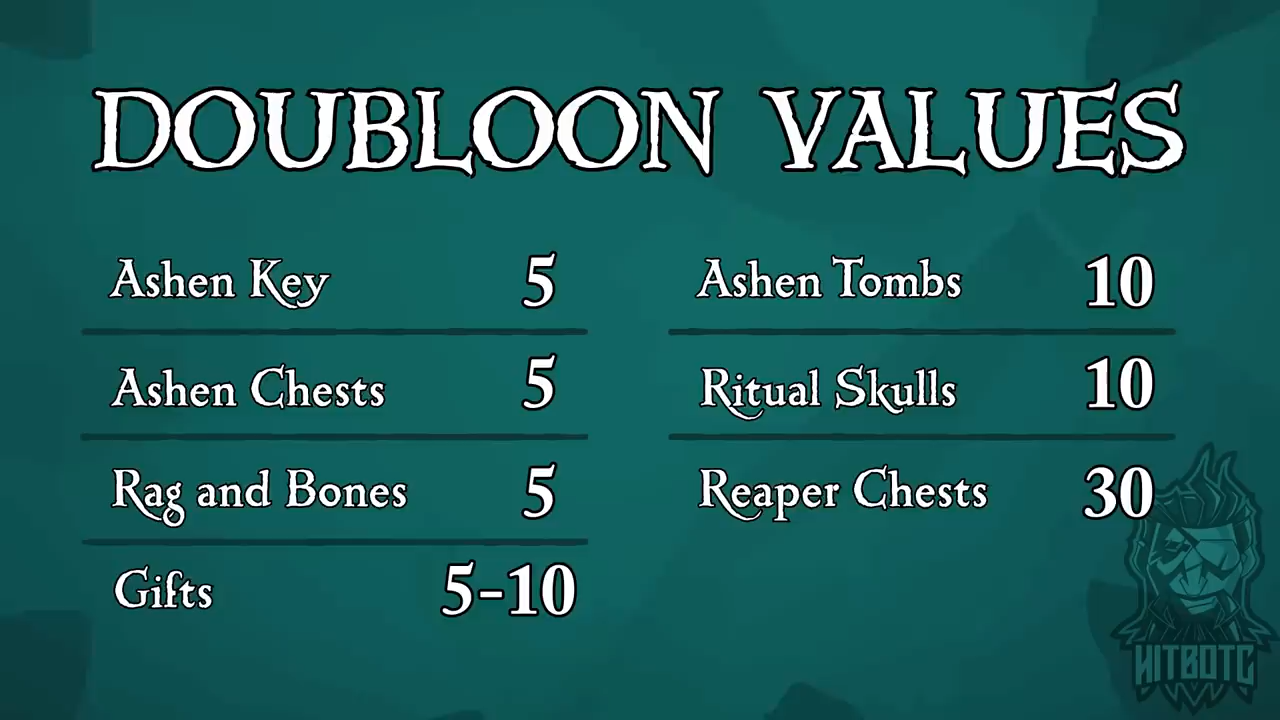 DOUBLOON VALUES
Ashen Key 5
Ashen Chests 5
Rag and Bones 5
Gifts 5-10
Ashen Tombs 10
Ritual Skulls 10
Reaper Chests 30
HITBOTC